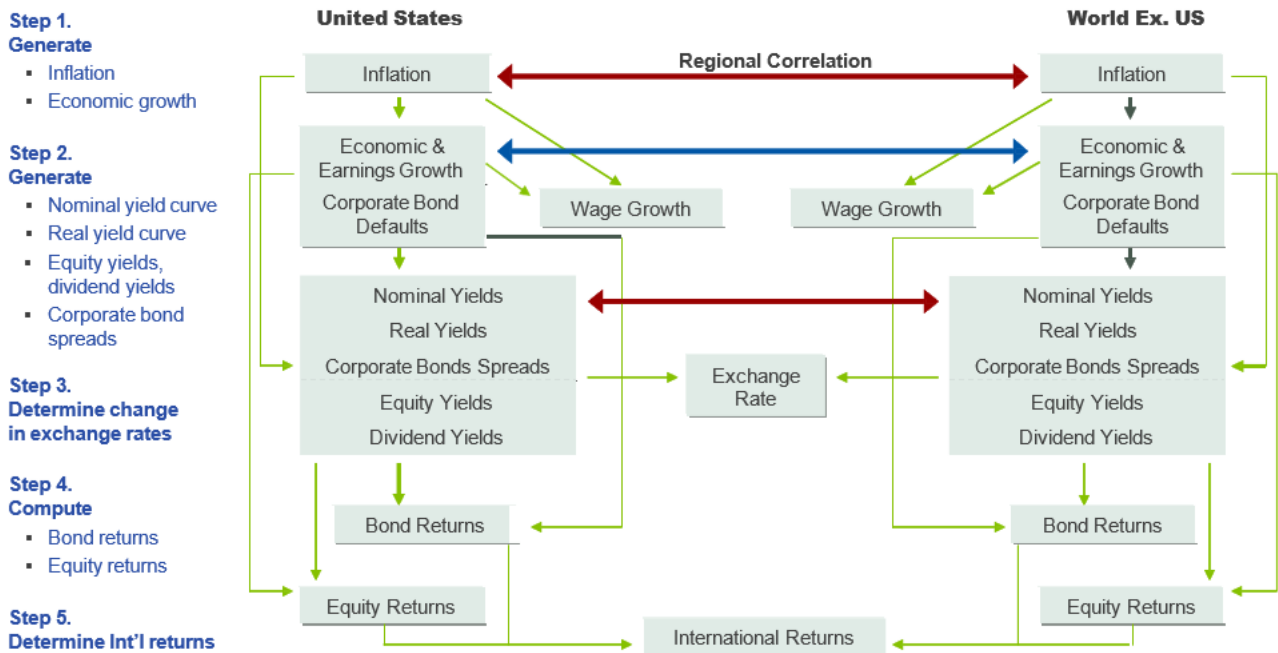 Step 1.
Generate
▪ Inflation
▪ Economic growth
Step 2.
Generate
▪ Nominal yield curve
▪ Real yield curve
▪ Equity yields,
dividend yields
▪ Corporate bond
spreads
Step 3.
Determine change
in exchange rates
Step 4.
Compute
▪ Bond returns
▪ Equity returns
Step 5.
Determine Int'l returns
United States
World Ex. US
Inflation
Regional Correlation
Inflation
Economic &
Earnings Growth
Corporate Bond
Defaults
Wage Growth
Wage Growth
Economic &
Earnings Growth
Corporate Bond
Defaults
Nominal Yields
Real Yields
Corporate Bonds Spreads
Equity Yields
Dividend Yields
Exchange
Rate
Nominal Yields
Real Yields
Corporate Bonds Spreads
Equity Yields
Dividend Yields
Bond Returns
Bond Returns
Equity Returns
Equity Returns
International Returns